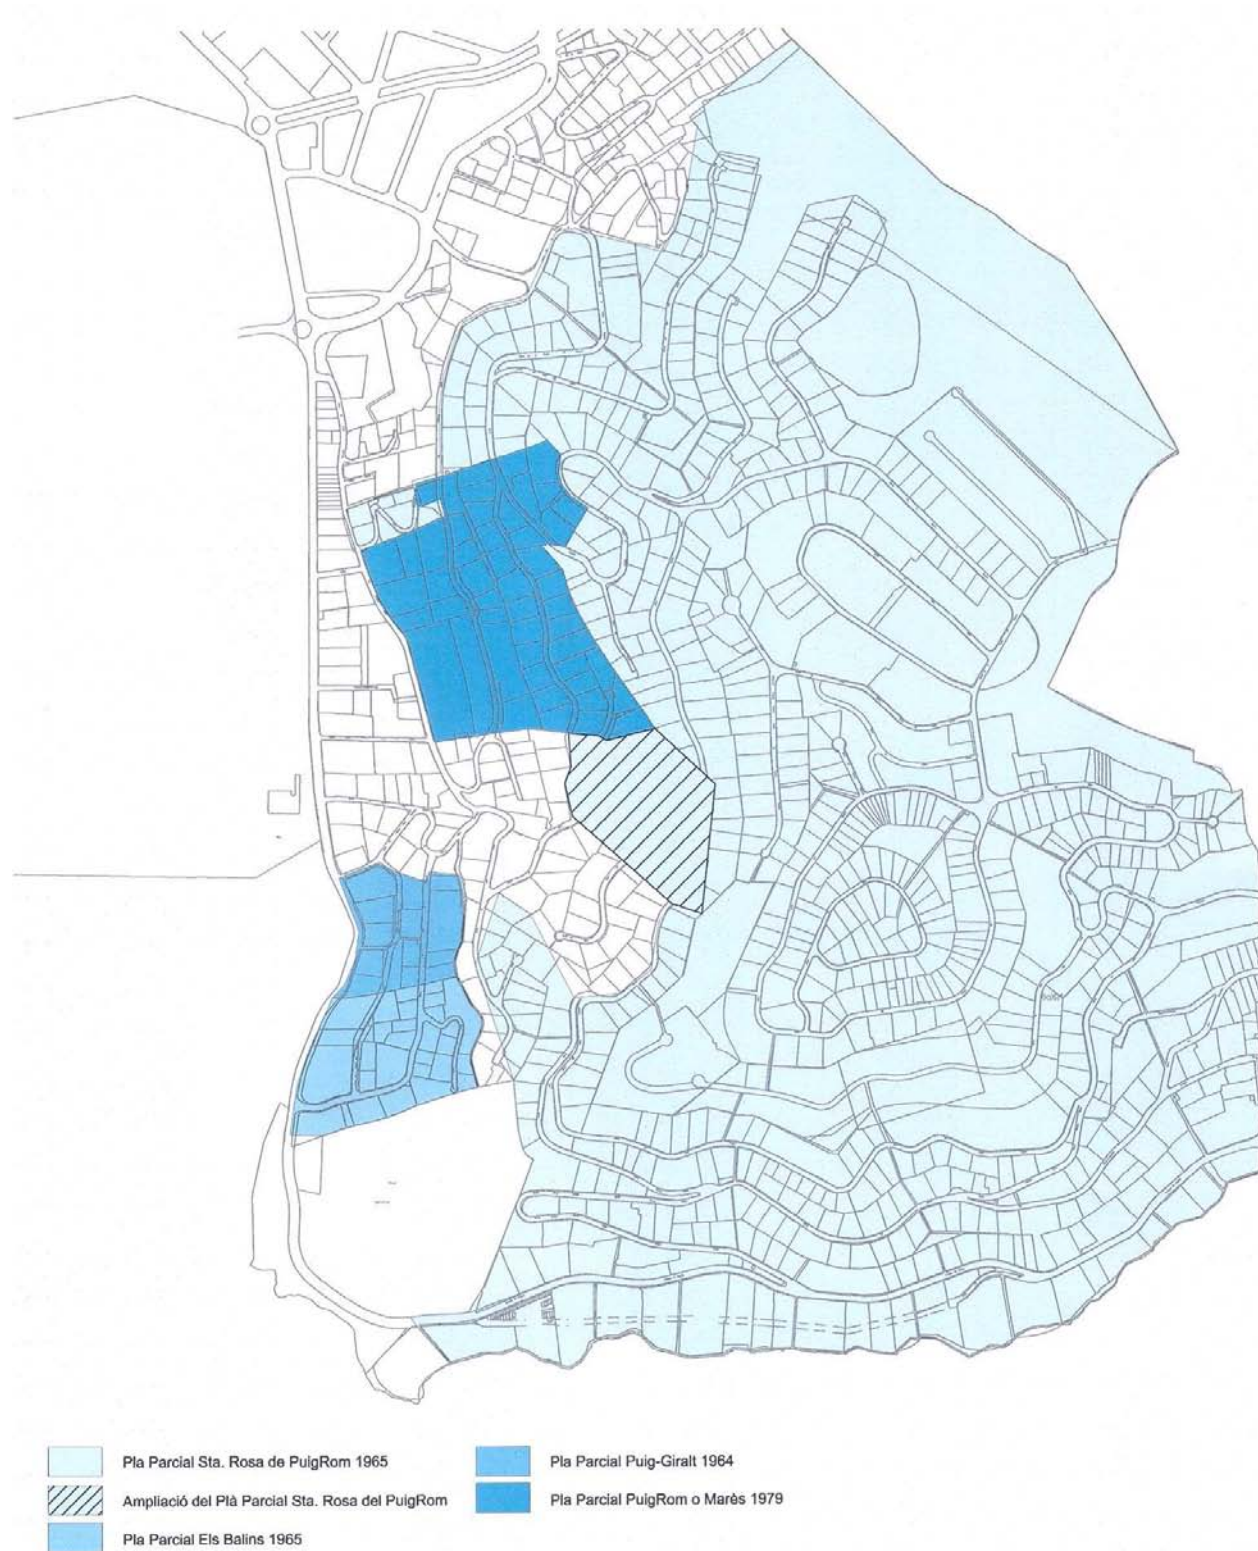 Pla Parcial Sta. Rosa de PuigRom 1965
Ampliació del Plà Parcial Sta. Rosa del PuigRom
Pla Parcial Els Balins 1965
Pla Parcial Puig-Giralt 1964
Pla Parcial PuigRom o Marès 1979